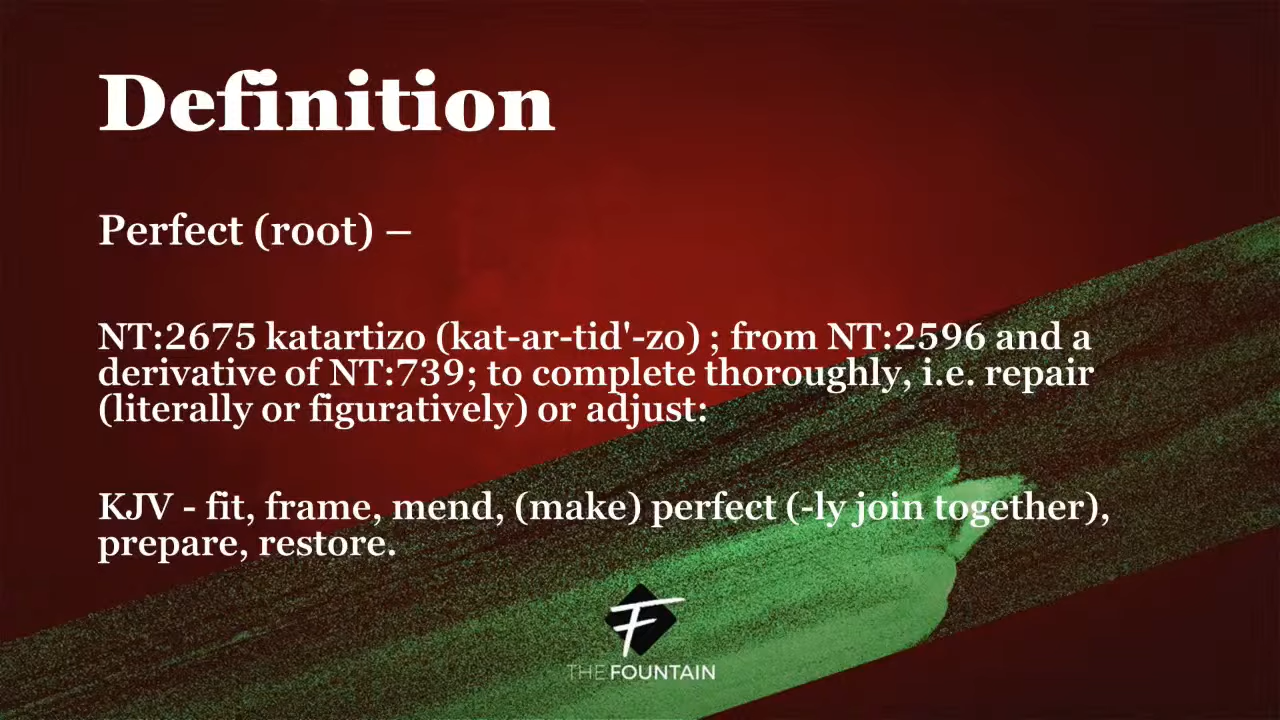 Definition
Perfect (root) –
NT:2675 katartizo (kat-ar-tid'-zo) ; from NT:2596 and a
derivative of NT:739; to complete thoroughly, i.e. repair
(literally or figuratively) or adjust:
KJV - fit, frame, mend, (make) perfect (-ly join together),
prepare, restore.
F
THE FOUNTAIN